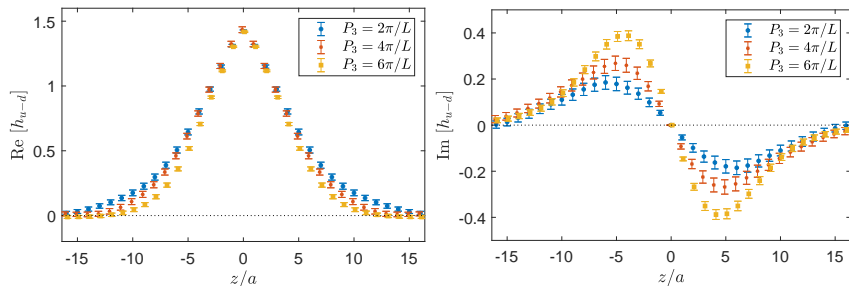 1.5
1
0.5
0
-15
-10
-5
0
5
10
15
z/a
Re [h_{u-d}]
P_3 = 2π/L
P_3 = 4π/L
P_3 = 6π/L
0.4
0.2
0
-0.2
-0.4
-15
-10
-5
0
5
10
15
z/a
Im [h_{u-d}]
P_3 = 2π/L
P_3 = 4π/L
P_3 = 6π/L